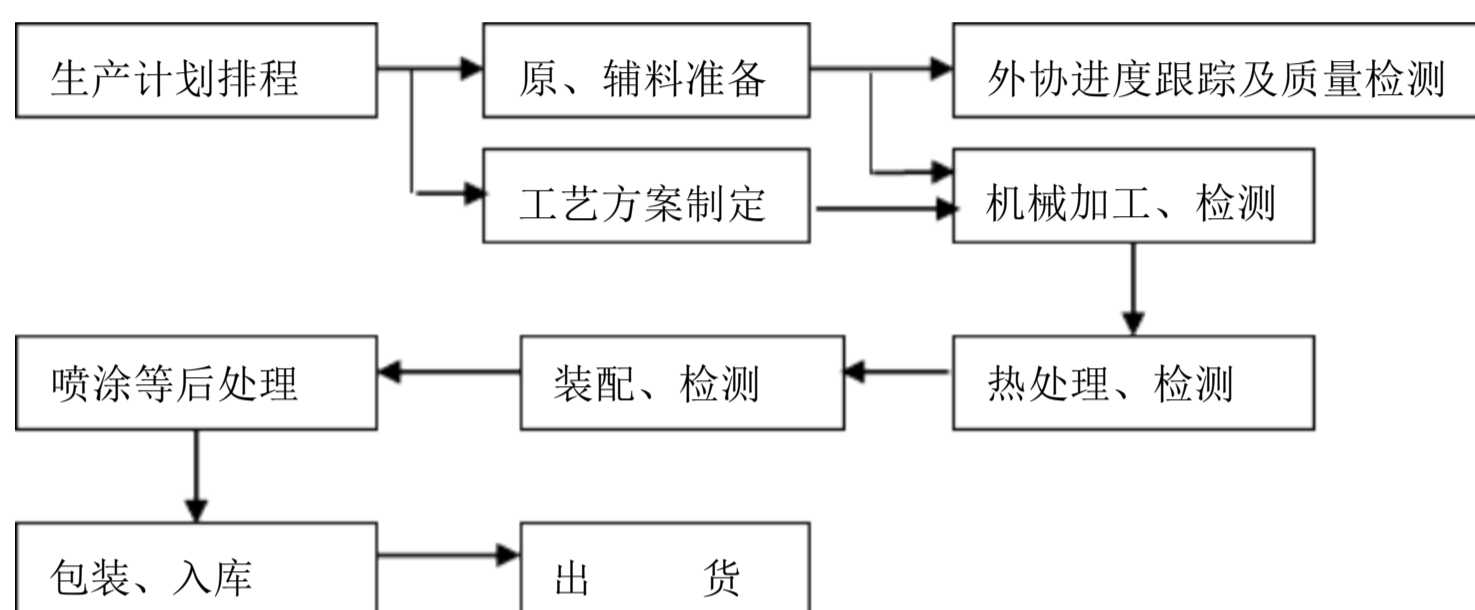 生产计划排程
原、辅料准备
外协进度跟踪及质量检测
工艺方案制定
机械加工、检测
喷涂等后处理
装配、检测
热处理、检测
包装、入库
出 货